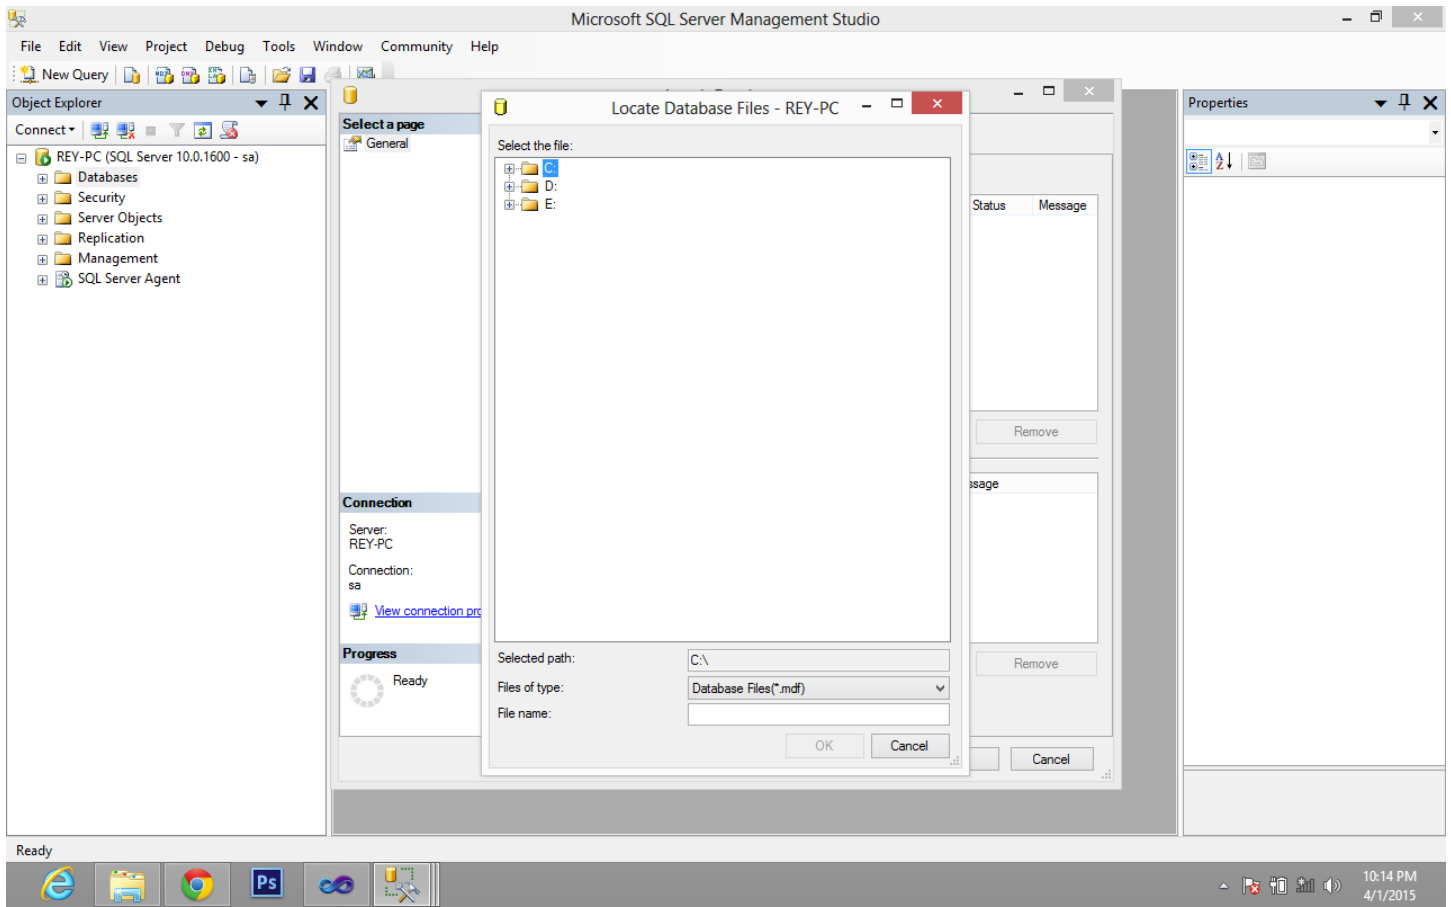 Microsoft SQL Server Management Studio
File Edit View Project Debug Tools Window Community Help
New Query
Object Explorer
Connect
REY-PC (SQL Server 10.0.1600 - sa)
Databases
Security
Server Objects
Replication
Management
SQL Server Agent
Select a page
General
Connection
Server:
REY-PC
Connection:
sa
View connection pro
Progress
Ready
Locate Database Files - REY-PC
Select the file:
C:
D:
E:
Selected path:
C:\
Files of type:
Database Files(*.mdf)
File name:
OK Cancel
Status Message
Remove
ssage
Remove
Cancel
Properties
Ready
Ps
10:14 PM
4/1/2015